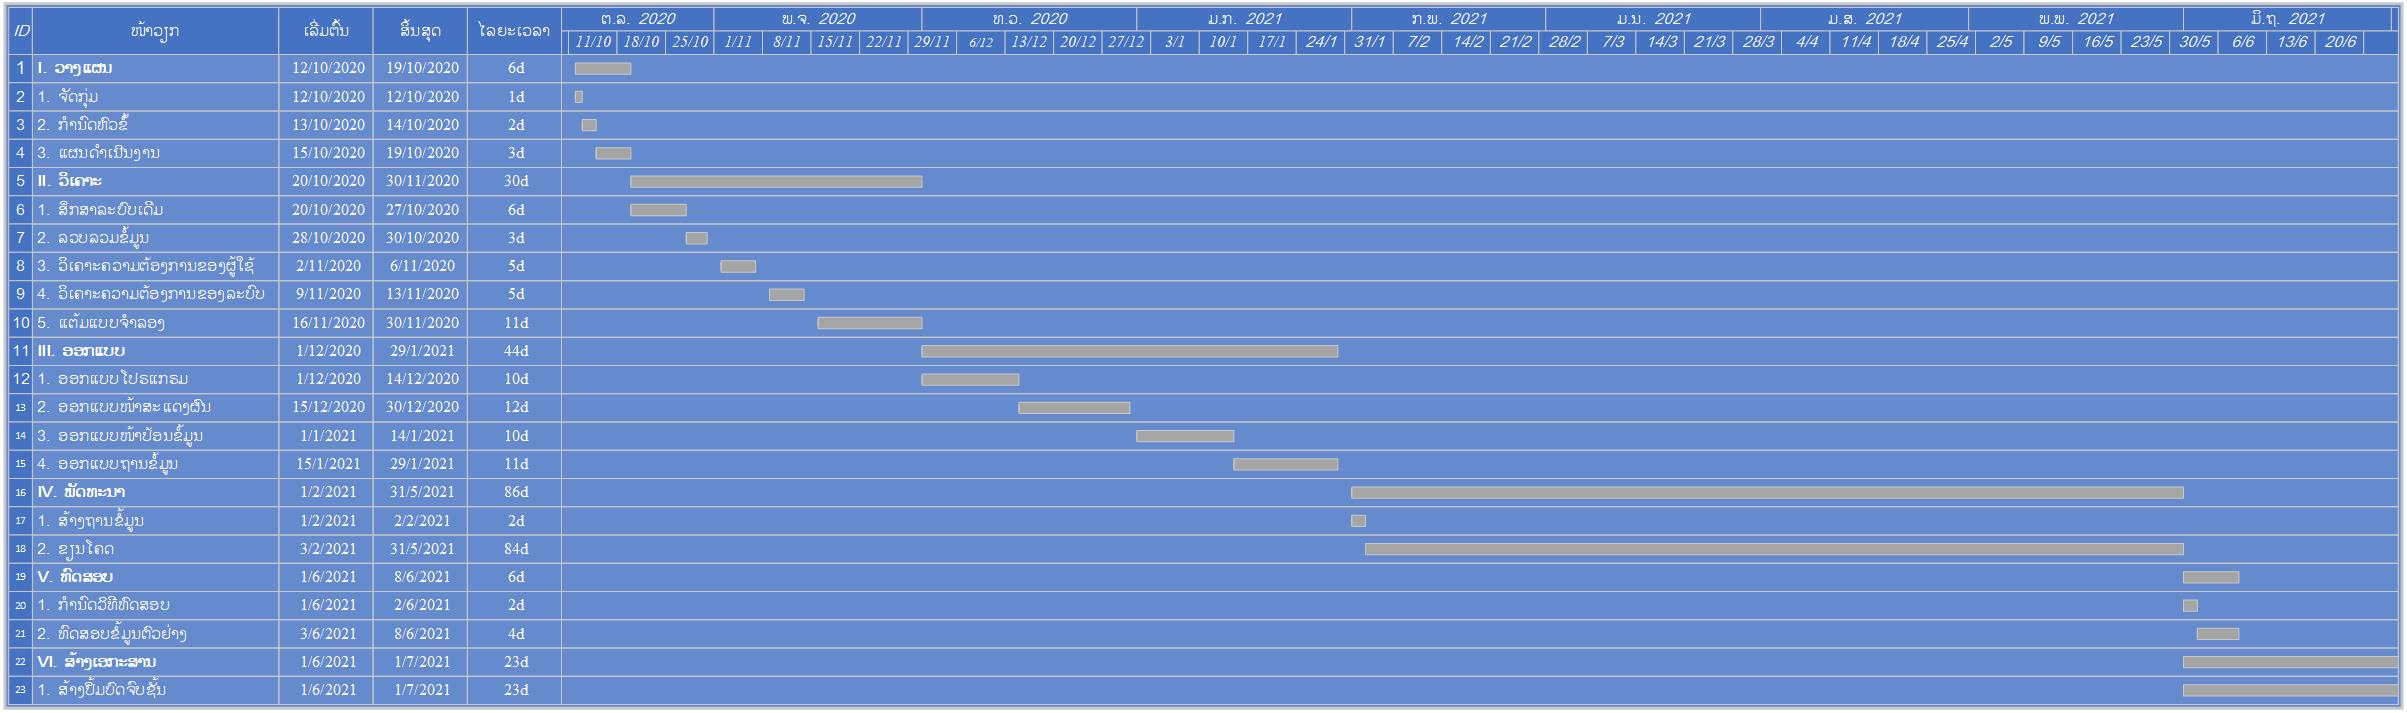 ID ໜ້າວຽກ ເລີ່ມຕົ້ນ ສິ້ນສຸດ ໄລຍະເວລາ ຕ.ລ. 2020 ພ.ຈ. 2020 ທ.ວ. 2020 ມ.ກ. 2021 ກ.ພ. 2021 ມ.ນ. 2021 ມ.ສ. 2021 ພ.ພ. 2021 ມິ.ຖ. 2021
11/10 18/10 25/10 1/11 8/11 15/11 22/11 29/11 6/12 13/12 20/12 27/12 3/1 10/1 17/1 24/1 31/1 7/2 14/2 21/2 28/2 7/3 14/3 21/3 28/3 4/4 11/4 18/4 25/4 2/5 9/5 16/5 23/5 30/5 6/6 13/6 20/6
1 I. ວາງແຜນ 12/10/2020 19/10/2020 6d
2 1. ຈັດກຸ່ມ 12/10/2020 12/10/2020 1d
3 2. ກຳນົດຫົວຂໍ້ 13/10/2020 14/10/2020 2d
4 3. ແຜນດຳເນີນງານ 15/10/2020 19/10/2020 3d
5 II. ວິເຄາະ 20/10/2020 30/11/2020 30d
6 1. ສຶກສາລະບົບເດີມ 20/10/2020 27/10/2020 6d
7 2. ລວບລວມຂໍ້ມູນ 28/10/2020 30/10/2020 3d
8 3. ວິເຄາະຄວາມຕ້ອງການຂອງຜູ້ໃຊ້ 2/11/2020 6/11/2020 5d
9 4. ວິເຄາະຄວາມຕ້ອງການຂອງລະບົບ 9/11/2020 13/11/2020 5d
10 5. ແຕ້ມແບບຈຳລອງ 16/11/2020 30/11/2020 11d
11 III. ອອກແບບ 1/12/2020 29/1/2021 44d
12 1. ອອກແບບໂປຣແກຣມ 1/12/2020 14/12/2020 10d
13 2. ອອກແບບໜ້າສະແດງຜົນ 15/12/2020 30/12/2020 12d
14 3. ອອກແບບໜ້າປ້ອນຂໍ້ມູນ 1/1/2021 14/1/2021 10d
15 4. ອອກແບບຖານຂໍ້ມູນ 15/1/2021 29/1/2021 11d
16 IV. ພັດທະນາ 1/2/2021 31/5/2021 86d
17 1. ສ້າງຖານຂໍ້ມູນ 1/2/2021 2/2/2021 2d
18 2. ຂຽນໂຄດ 3/2/2021 31/5/2021 84d
19 V. ທົດສອບ 1/6/2021 8/6/2021 6d
20 1. ກຳນົດວິທີທົດສອບ 1/6/2021 2/6/2021 2d
21 2. ທົດສອບຂໍ້ມູນຕົວຢ່າງ 3/6/2021 8/6/2021 4d
22 VI. ສ້າງເອກະສານ 1/6/2021 1/7/2021 23d
23 1. ສ້າງປຶ້ມບົດຈົບຊັ້ນ 1/6/2021 1/7/2021 23d